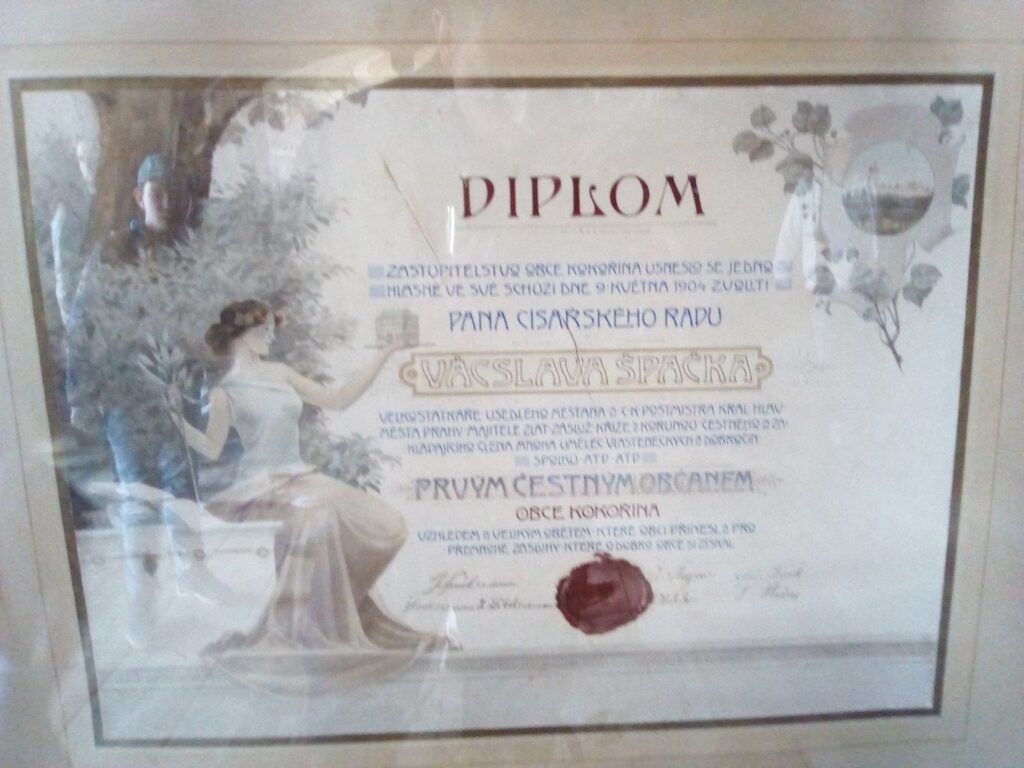 DIPLOM
ZASTUPITELSTVO OBCE KOKOŘÍNA USNESLO SE JEDNO-
HLASNĚ VE SVÉ SCHŮZI DNE 9 KVĚTNA 1904 ZVOLITI
PANA CÍSAŘSKÉHO RADU
VÁCSLAVA ŠPAČKA
VELKOSTATKÁŘE USEDLÉHO MĚŠŤANA A C.K. POSTMISTRA KRÁL. HLAV.
MĚSTA PRAHY MAJITELE ZLAT. ZÁSLUŽ. KŘÍŽE S KORUNOU ČESTNÉHO A ZA-
KLÁDAJÍCÍHO ČLENA MNOHA UMĚLEC. VLASTENECKÝCH A DOBROČIN.
SPOLKŮ ATD. ATD.
PRVÝM ČESTNÝM OBČANEM
OBCE KOKOŘÍNA
VZHLEDEM K VELIKÝM OBĚTEM KTERÉ OBCI PŘINESL A PRO
PŘEMNOHÉ ZÁSLUHY KTERÉ O DOBRO OBCE SI ZÍSKAL